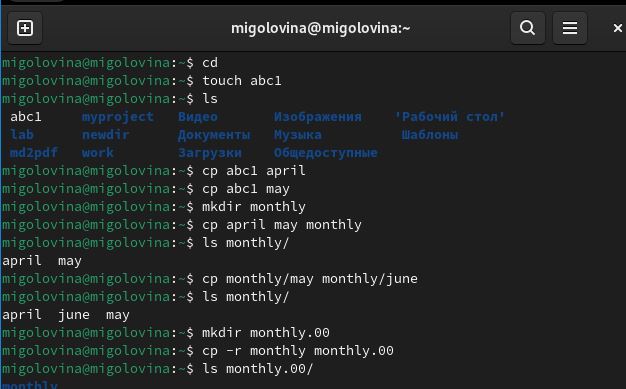 migolovina@migolovina:~
migolovina@migolovina:~$ cd
migolovina@migolovina:~$ touch abc1
migolovina@migolovina:~$ ls
abc1 myproject Видео Изображения 'Рабочий стол'
lab newdir Документы Музыка Шаблоны
md2pdf work Загрузки Общедоступные
migolovina@migolovina:~$ cp abc1 april
migolovina@migolovina:~$ cp abc1 may
migolovina@migolovina:~$ mkdir monthly
migolovina@migolovina:~$ cp april may monthly
migolovina@migolovina:~$ ls monthly/
april may
migolovina@migolovina:~$ cp monthly/may monthly/june
migolovina@migolovina:~$ ls monthly/
april june may
migolovina@migolovina:~$ mkdir monthly.00
migolovina@migolovina:~$ cp -r monthly monthly.00
migolovina@migolovina:~$ ls monthly.00/
monthly